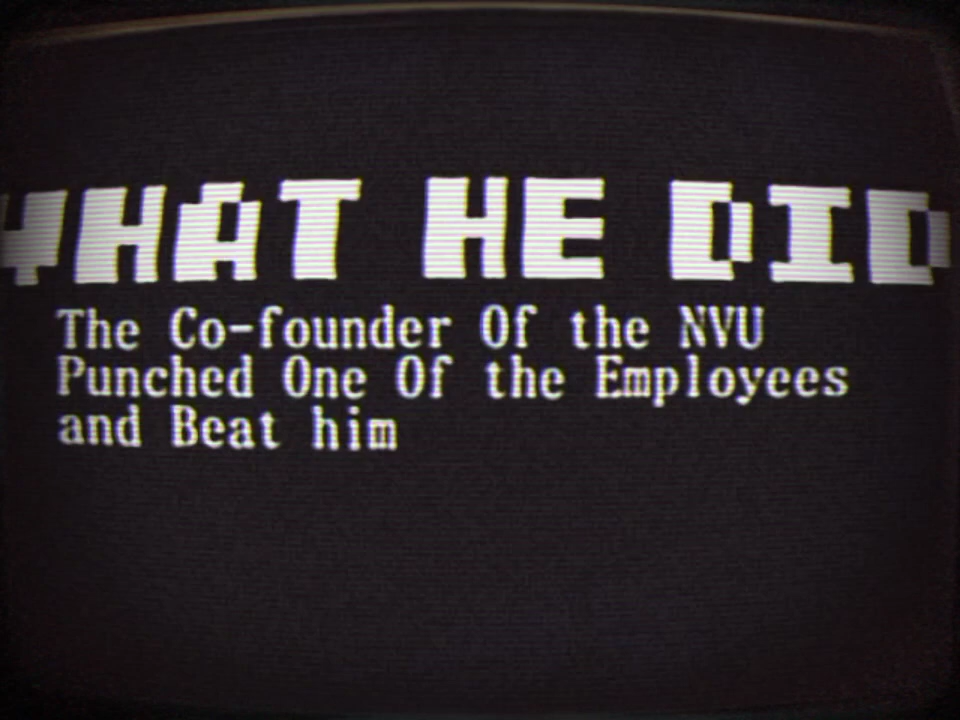 WHAT HE DID
The Co-founder Of the NVU
Punched One Of the Employees
and Beat him